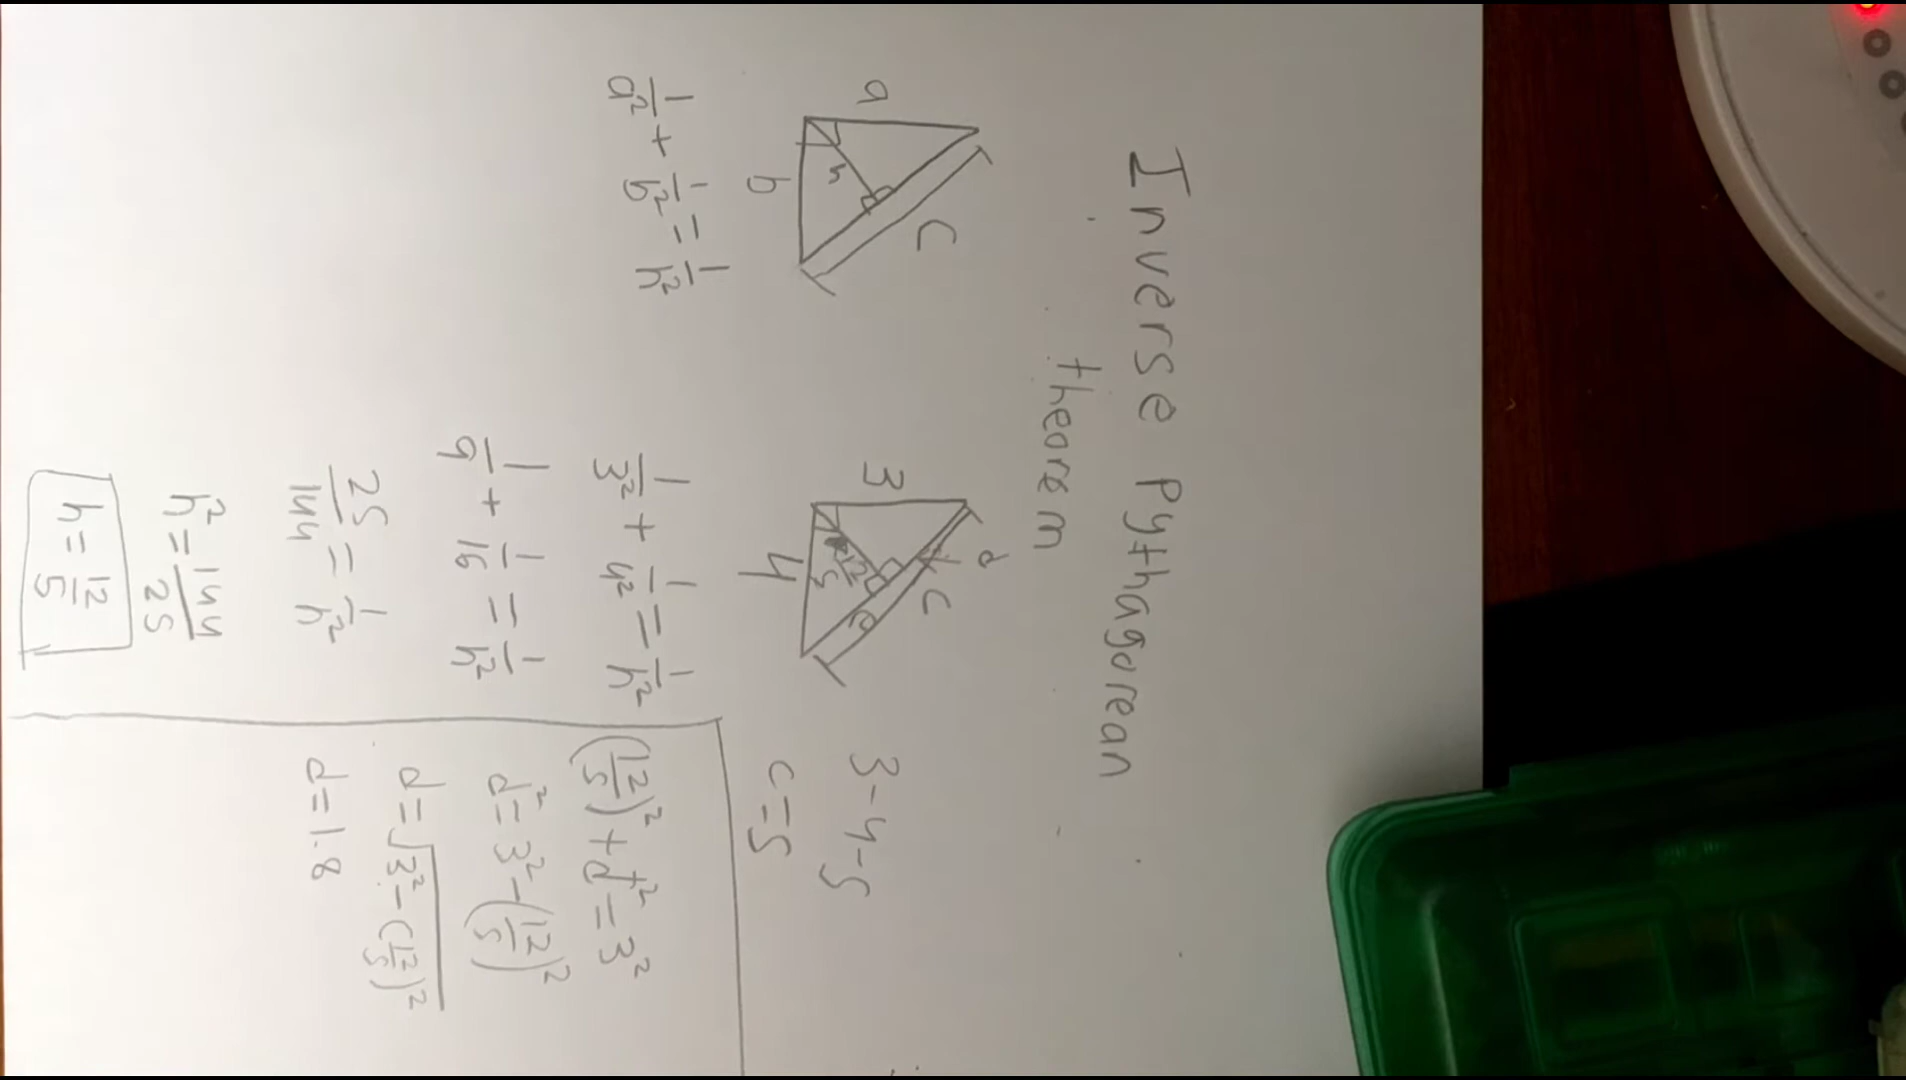 Inverse Pythagorean
theorem
a
h
c
b
1/a² + 1/b² = 1/h²
3
d
c
12/5
e
4
3-4-5
c=5
1/3² + 1/4² = 1/h²
1/9 + 1/16 = 1/h²
25/144 = 1/h²
h² = 144/25
h = 12/5
(12/5)² + d² = 3²
d² = 3² - (12/5)²
d = √3² - (12/5)²
d = 1.8